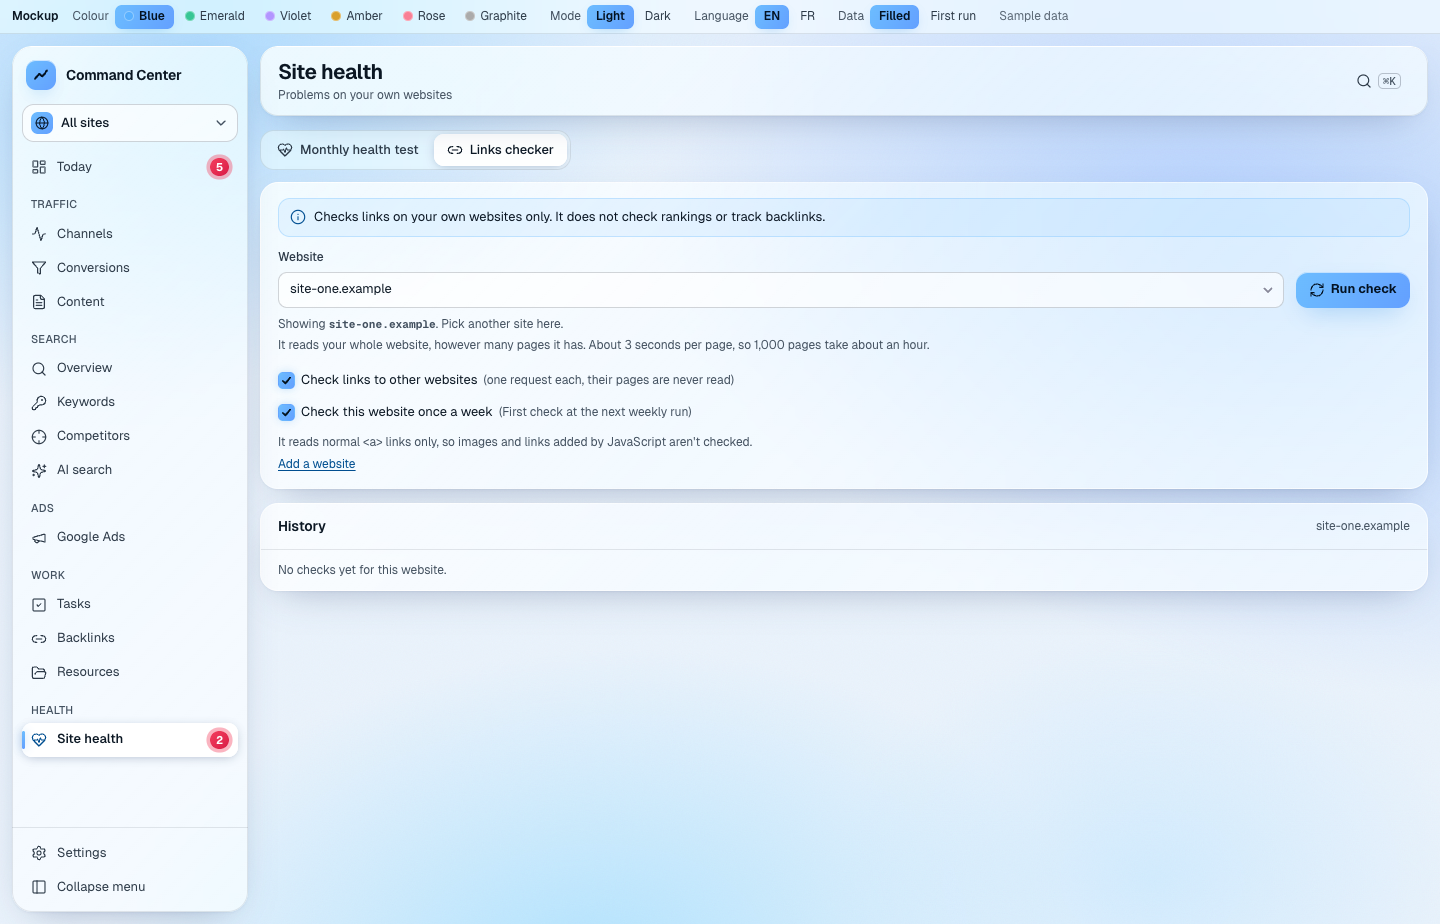 Mockup Colour Blue Emerald Violet Amber Rose Graphite Mode Light Dark Language EN FR Data Filled First run Sample data
Command Center
All sites
Today 5
TRAFFIC
Channels
Conversions
Content
SEARCH
Overview
Keywords
Competitors
AI search
ADS
Google Ads
WORK
Tasks
Backlinks
Resources
HEALTH
Site health 2
Settings
Collapse menu
Site health
Problems on your own websites
⌘K
Monthly health test Links checker
Checks links on your own websites only. It does not check rankings or track backlinks.
Website
site-one.example Run check
Showing site-one.example. Pick another site here.
It reads your whole website, however many pages it has. About 3 seconds per page, so 1,000 pages take about an hour.
Check links to other websites (one request each, their pages are never read)
Check this website once a week (First check at the next weekly run)
It reads normal <a> links only, so images and links added by JavaScript aren't checked.
Add a website
History site-one.example
No checks yet for this website.